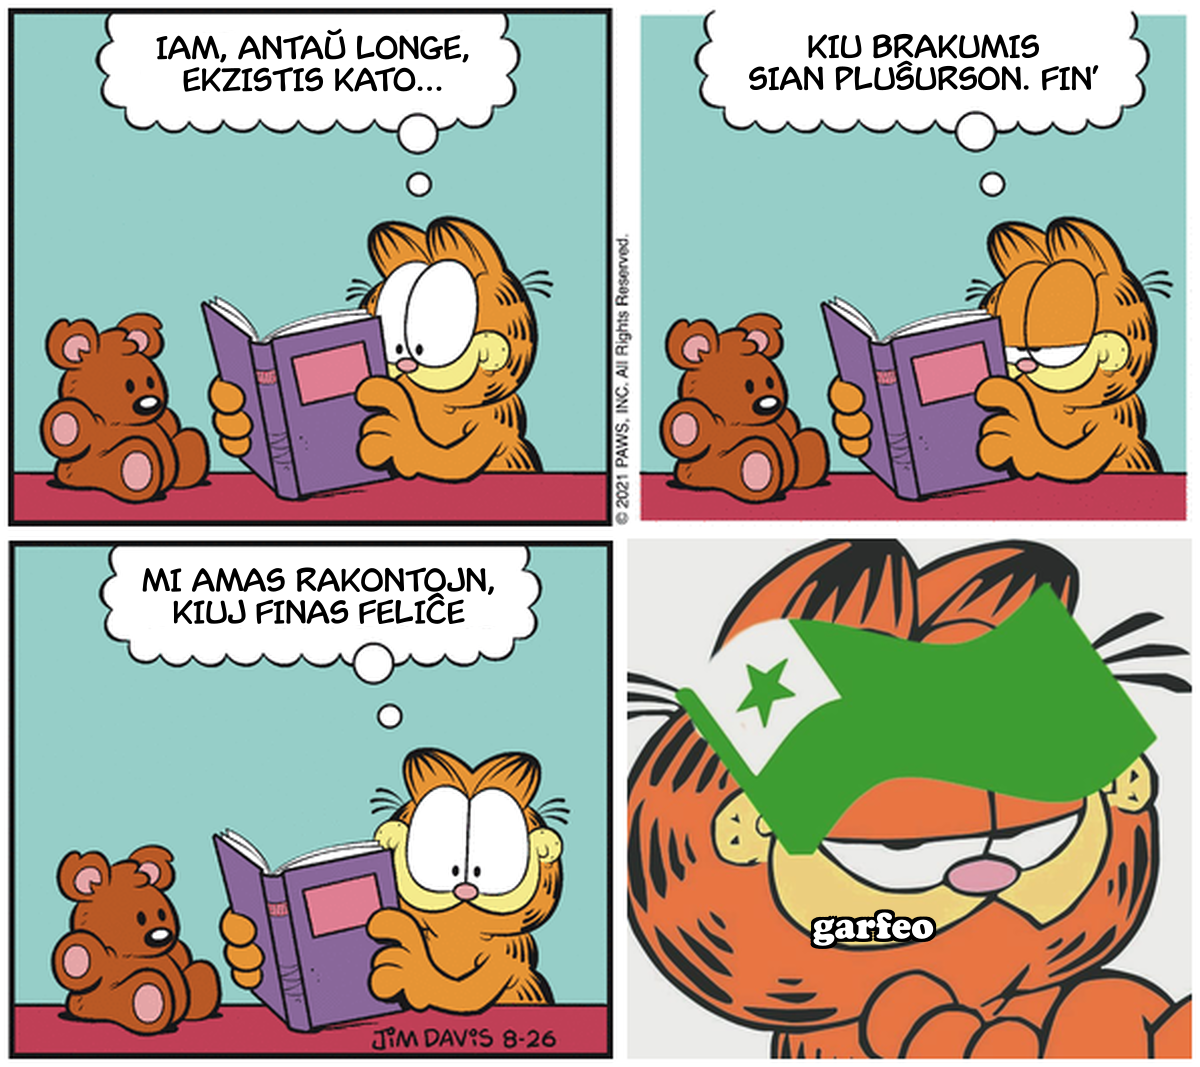 IAM, ANTAŬ LONGE,
EKZISTIS KATO...
KIU BRAKUMIS
SIAN PLUŜURSON. FIN'
© 2021 PAWS, INC. All Rights Reserved.
MI AMAS RAKONTOJN,
KIUJ FINAS FELIĈE
JIM DAVIS 8-26
garfeo